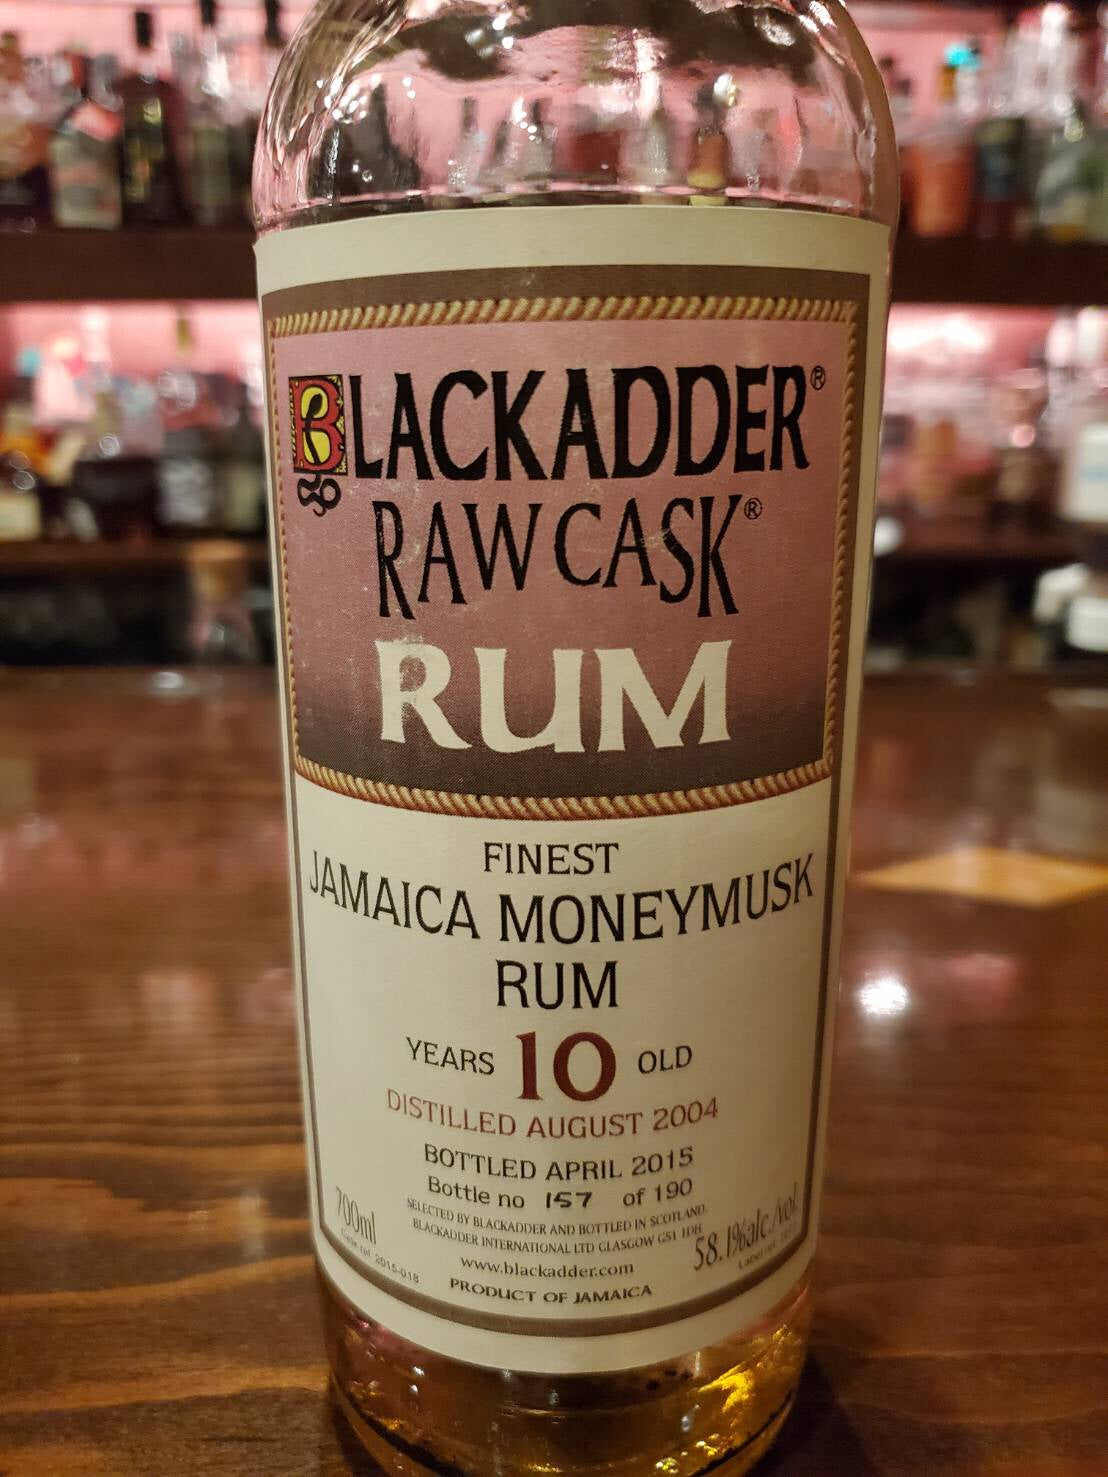 BLACKADDER®
RAW CASK®
RUM
FINEST
JAMAICA MONEYMUSK
RUM
YEARS 10 OLD
DISTILLED AUGUST 2004
BOTTLED APRIL 2015
Bottle no 157 of 190
SELECTED BY BLACKADDER AND BOTTLED IN SCOTLAND.
BLACKADDER INTERNATIONAL LTD GLASGOW G51 1DH
700ml
58.1%alc./vol.
www.blackadder.com
2015-018
PRODUCT OF JAMAICA